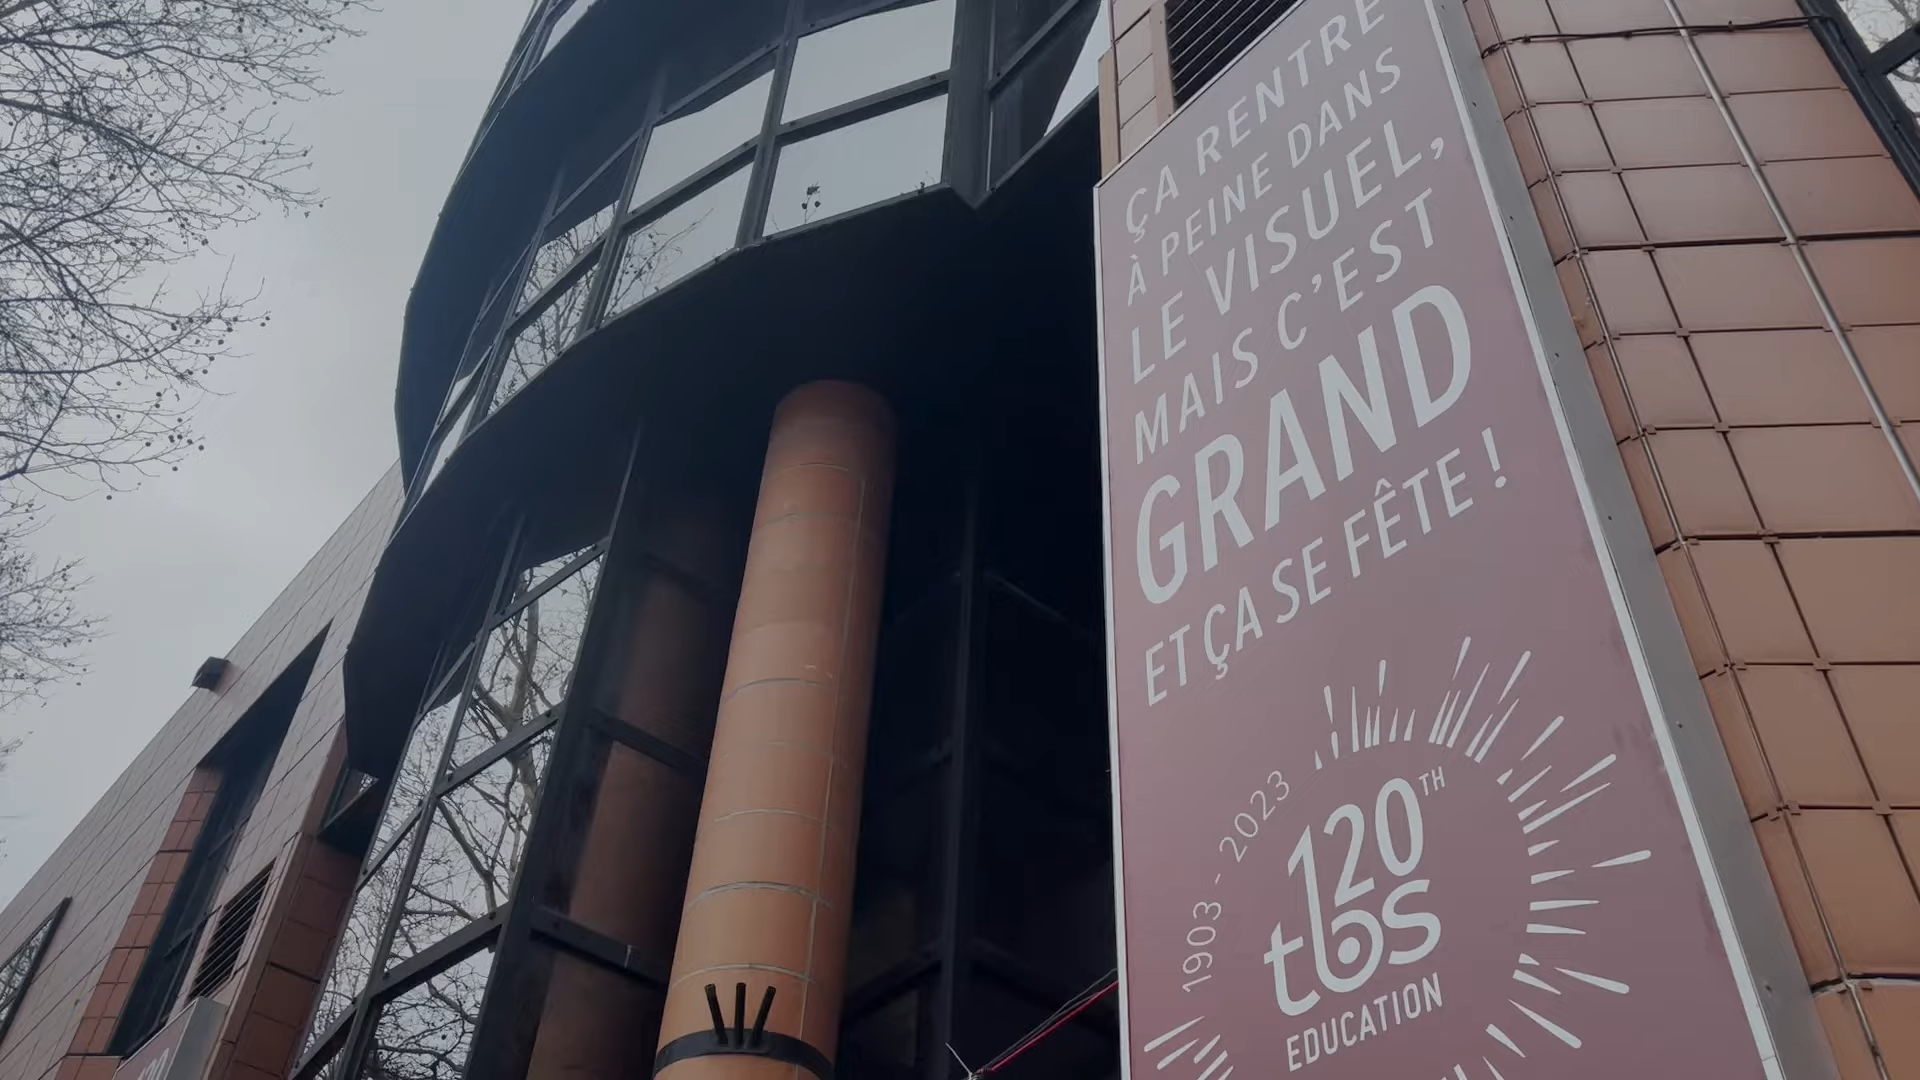 ÇA RENTRE
À PEINE DANS
LE VISUEL,
MAIS C'EST
GRAND
ET ÇA SE FÊTE !
1903 - 2023
120TH
tbs
EDUCATION